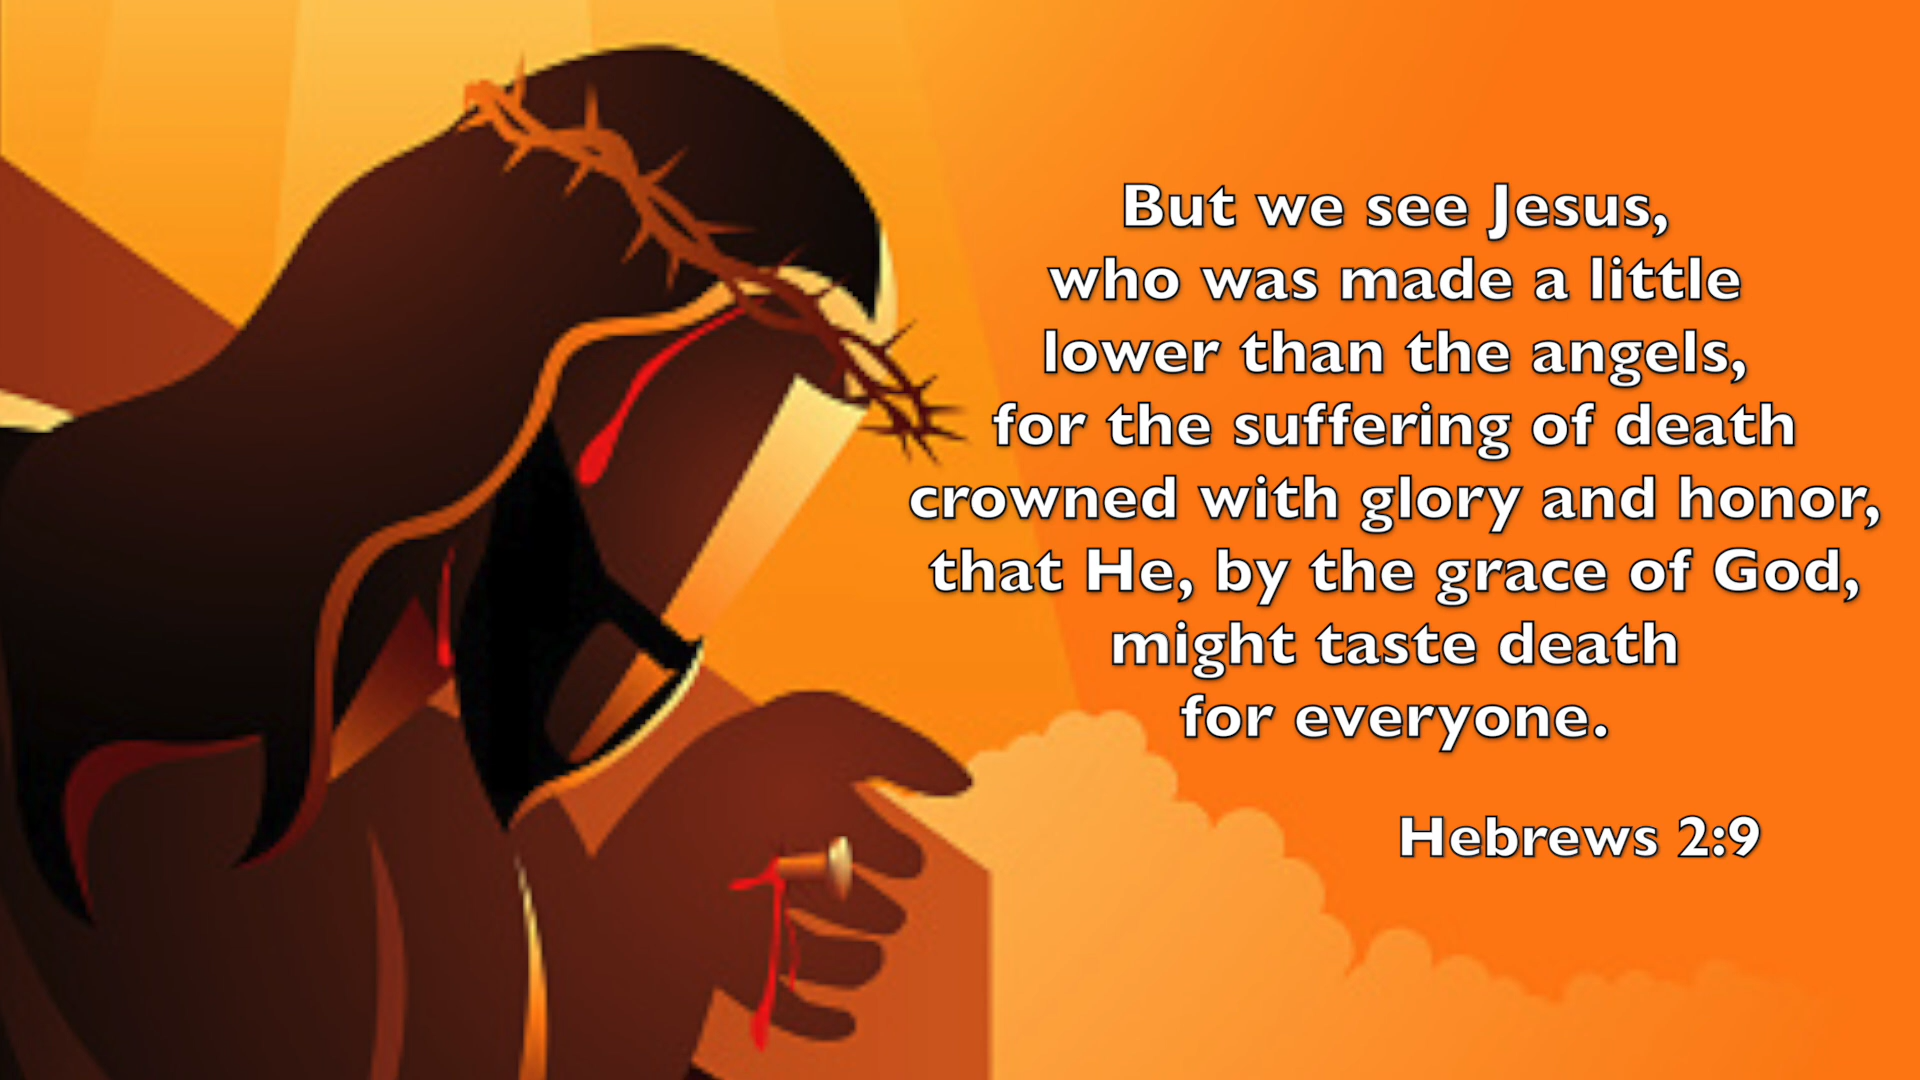 But we see Jesus,
who was made a little
lower than the angels,
for the suffering of death
crowned with glory and honor,
that He, by the grace of God,
might taste death
for everyone.
Hebrews 2:9